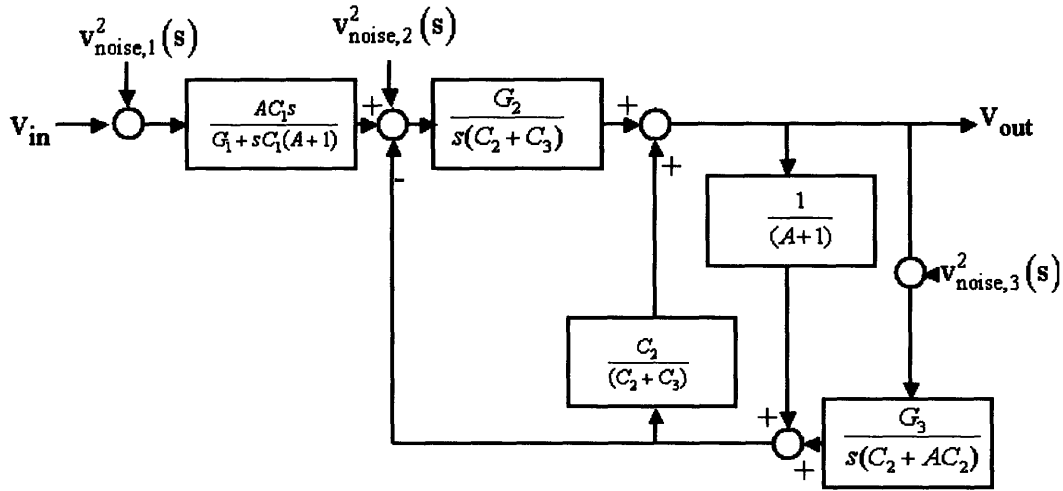 v²noise,1(s)
v²noise,2(s)
Vin
AC₁s
G₁ + sC₁(A+1)
+
-
G₂
s(C₂ + C₃)
+
+
Vout
1
(A+1)
v²noise,3(s)
C₂
(C₂ + C₃)
+
+
G₃
s(C₂ + AC₂)